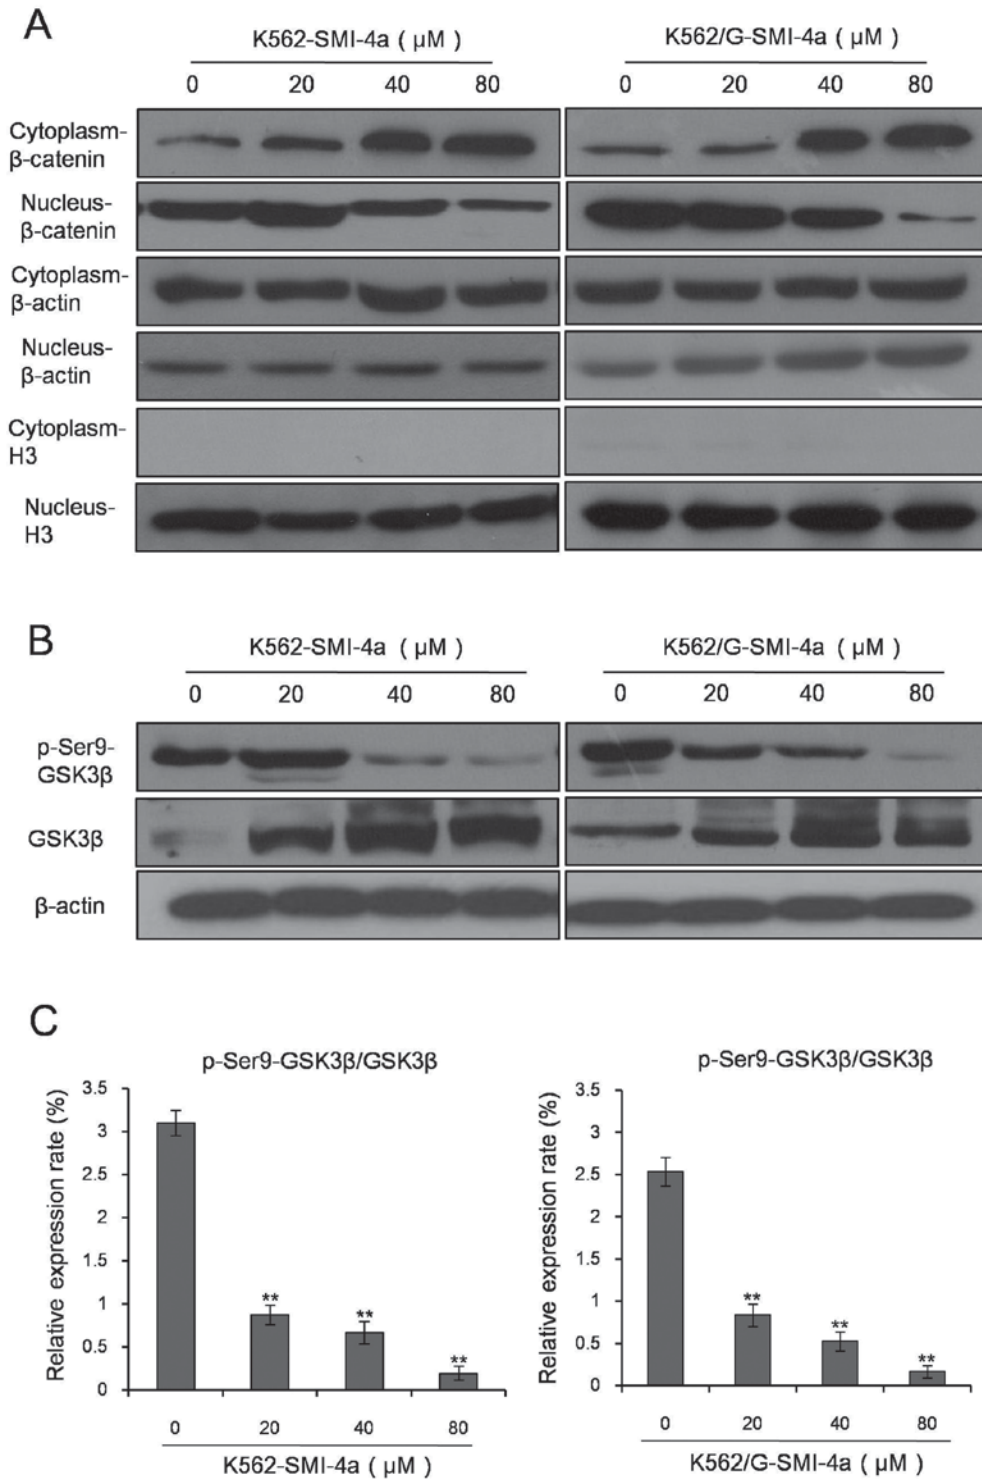 A
K562-SMI-4a ( μM )
0 20 40 80
K562/G-SMI-4a ( μM )
0 20 40 80
Cytoplasm-
β-catenin
Nucleus-
β-catenin
Cytoplasm-
β-actin
Nucleus-
β-actin
Cytoplasm-
H3
Nucleus-
H3
B
K562-SMI-4a ( μM )
0 20 40 80
K562/G-SMI-4a ( μM )
0 20 40 80
p-Ser9-
GSK3β
GSK3β
β-actin
C
p-Ser9-GSK3β/GSK3β
Relative expression rate (%)
3.5
3
2.5
2
1.5
1
0.5
0
** ** **
0 20 40 80
K562-SMI-4a ( μM )
p-Ser9-GSK3β/GSK3β
Relative expression rate (%)
3.5
3
2.5
2
1.5
1
0.5
0
** ** **
0 20 40 80
K562/G-SMI-4a ( μM )